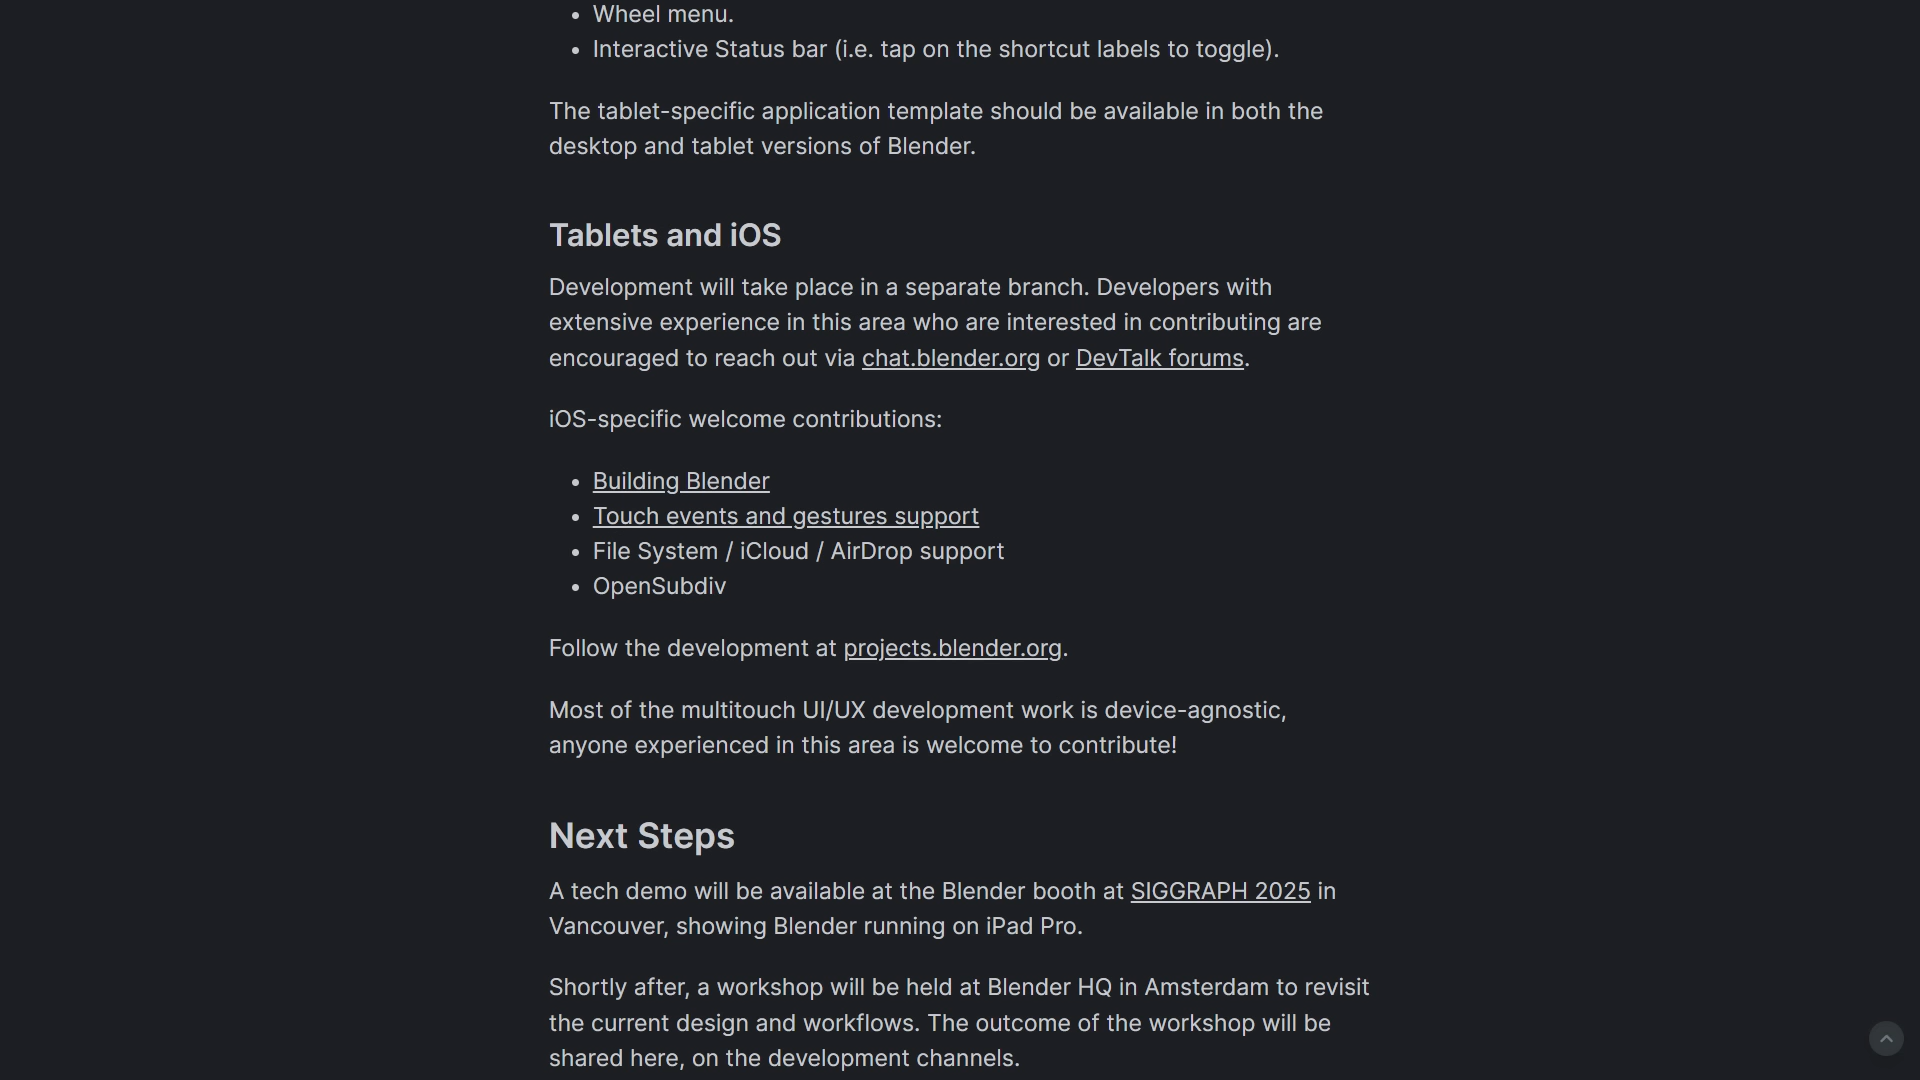 Wheel menu.
Interactive Status bar (i.e. tap on the shortcut labels to toggle).
The tablet-specific application template should be available in both the
desktop and tablet versions of Blender.
Tablets and iOS
Development will take place in a separate branch. Developers with
extensive experience in this area who are interested in contributing are
encouraged to reach out via chat.blender.org or DevTalk forums.
iOS-specific welcome contributions:
Building Blender
Touch events and gestures support
File System / iCloud / AirDrop support
OpenSubdiv
Follow the development at projects.blender.org.
Most of the multitouch UI/UX development work is device-agnostic,
anyone experienced in this area is welcome to contribute!
Next Steps
A tech demo will be available at the Blender booth at SIGGRAPH 2025 in
Vancouver, showing Blender running on iPad Pro.
Shortly after, a workshop will be held at Blender HQ in Amsterdam to revisit
the current design and workflows. The outcome of the workshop will be
shared here, on the development channels.